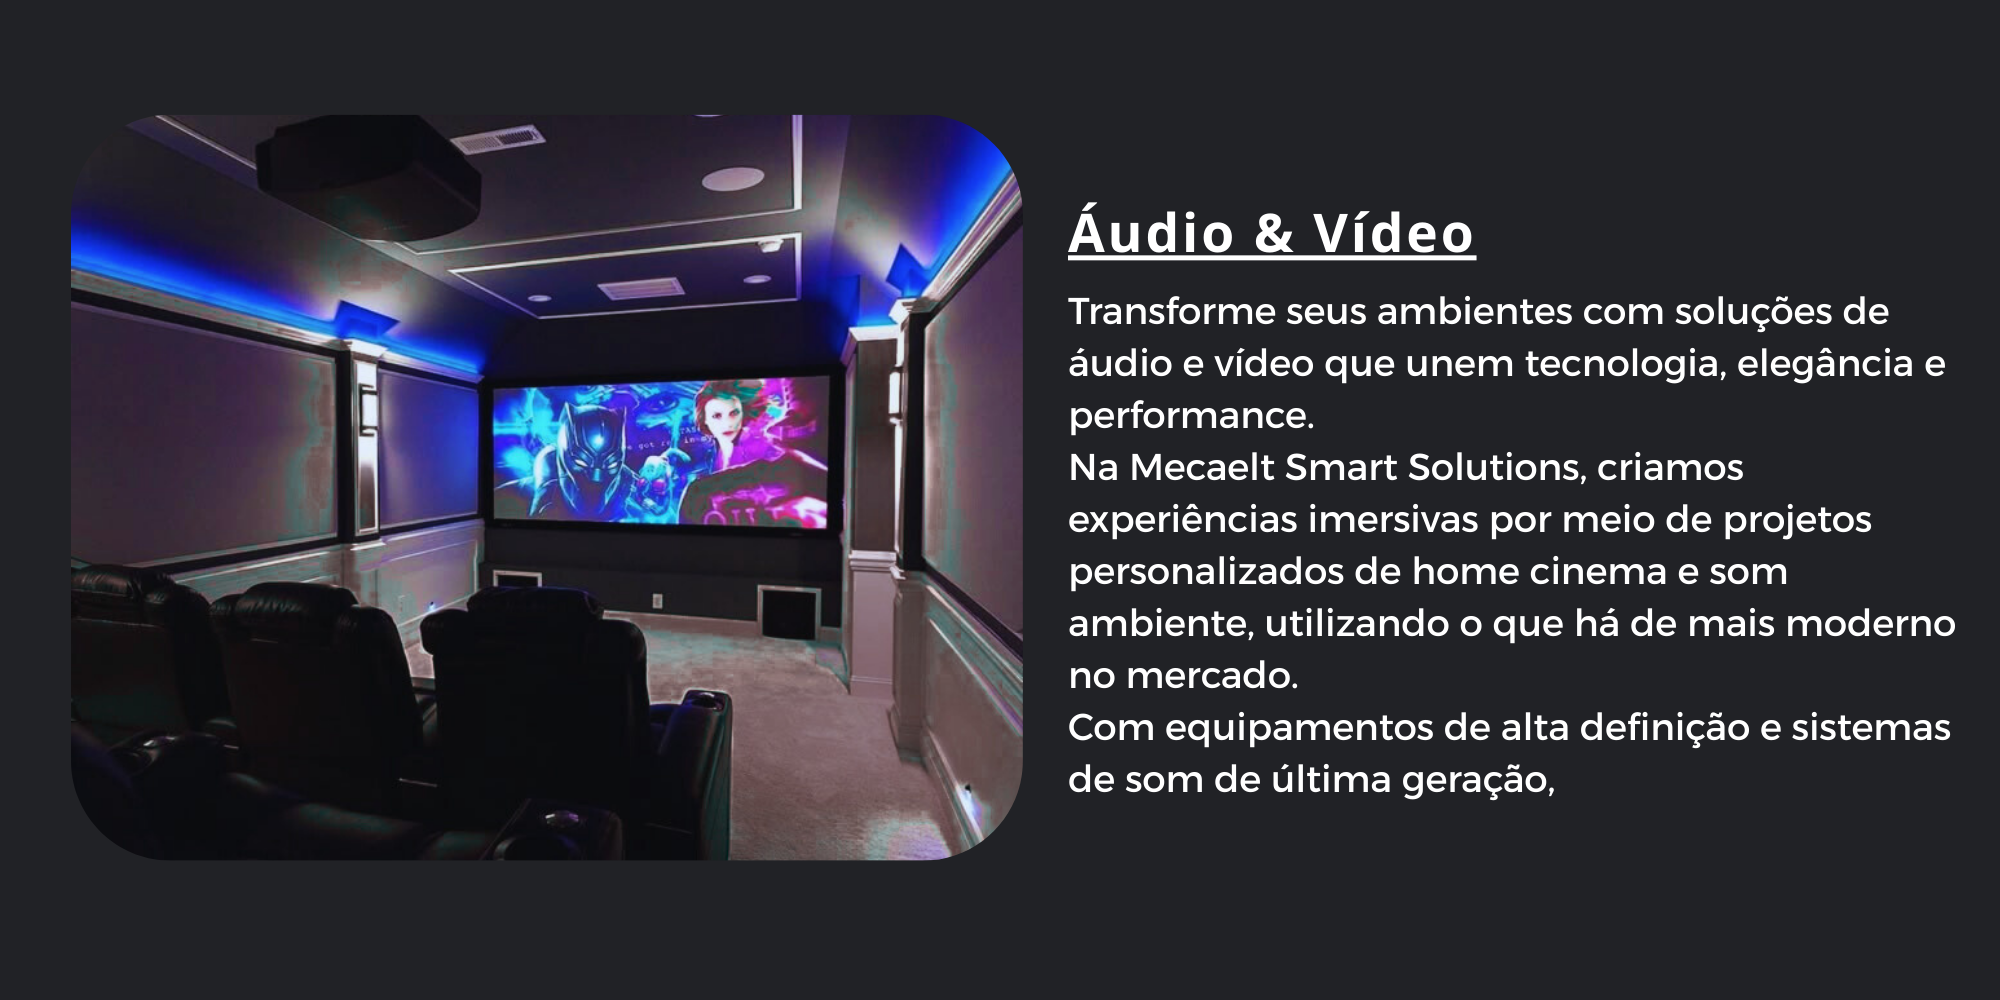 Áudio & Vídeo
Transforme seus ambientes com soluções de
áudio e vídeo que unem tecnologia, elegância e
performance.
Na Mecaelt Smart Solutions, criamos
experiências imersivas por meio de projetos
personalizados de home cinema e som
ambiente, utilizando o que há de mais moderno
no mercado.
Com equipamentos de alta definição e sistemas
de som de última geração,